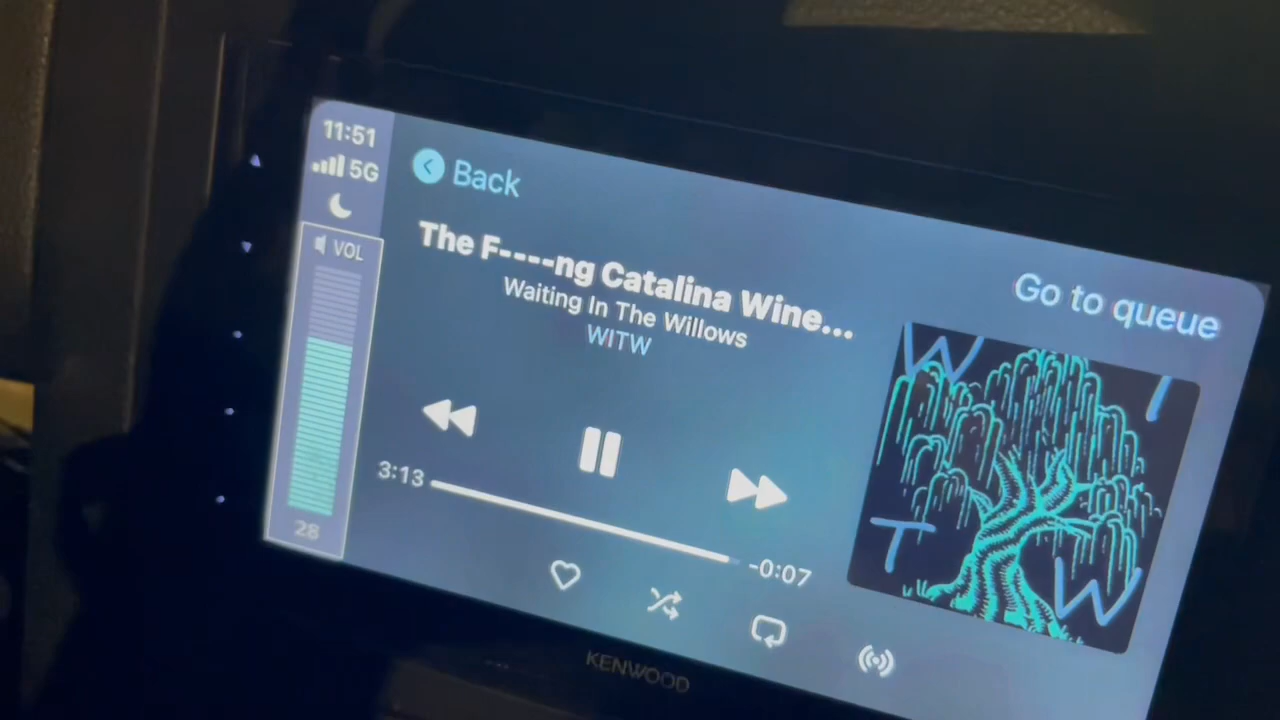 11:51
5G
VOL
28
Back
The F----ng Catalina Wine...
Waiting In The Willows
WITW
3:13
-0:07
Go to queue
W I
T W
KENWOOD